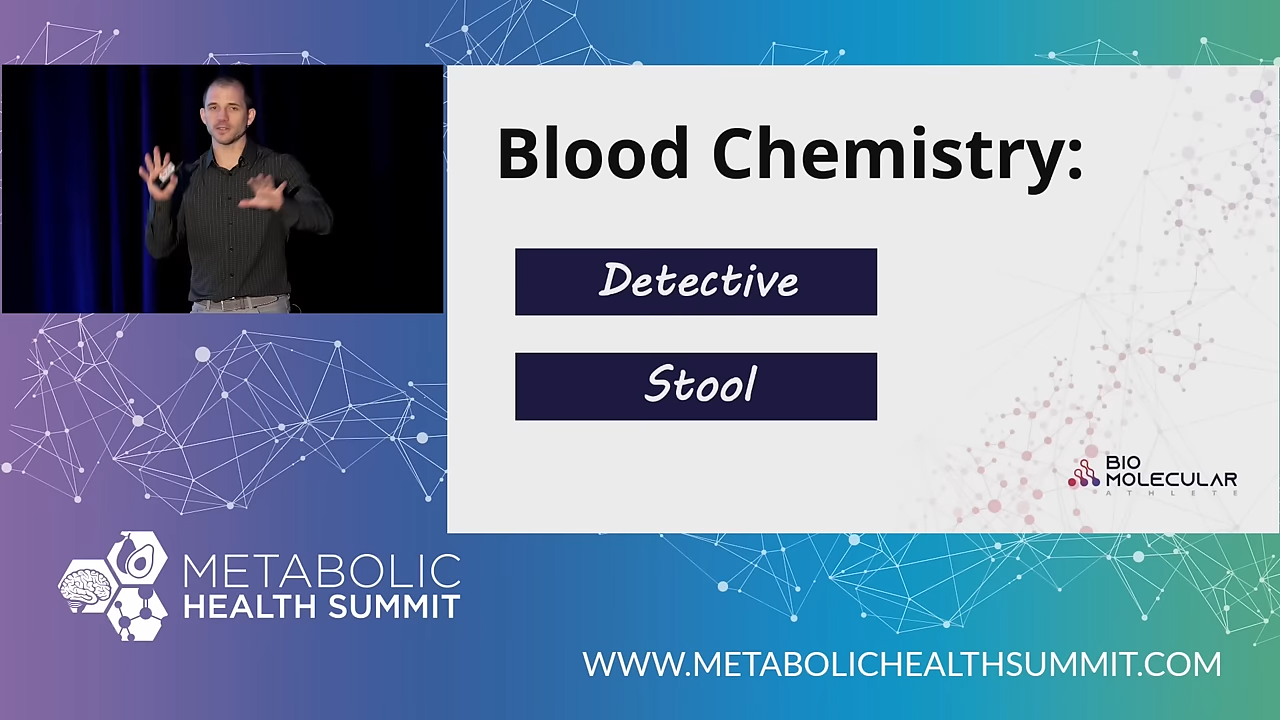 Blood Chemistry:
Detective
Stool
BIO
MOLECULAR
ATHLETE
METABOLIC
HEALTH SUMMIT
WWW.METABOLICHEALTHSUMMIT.COM